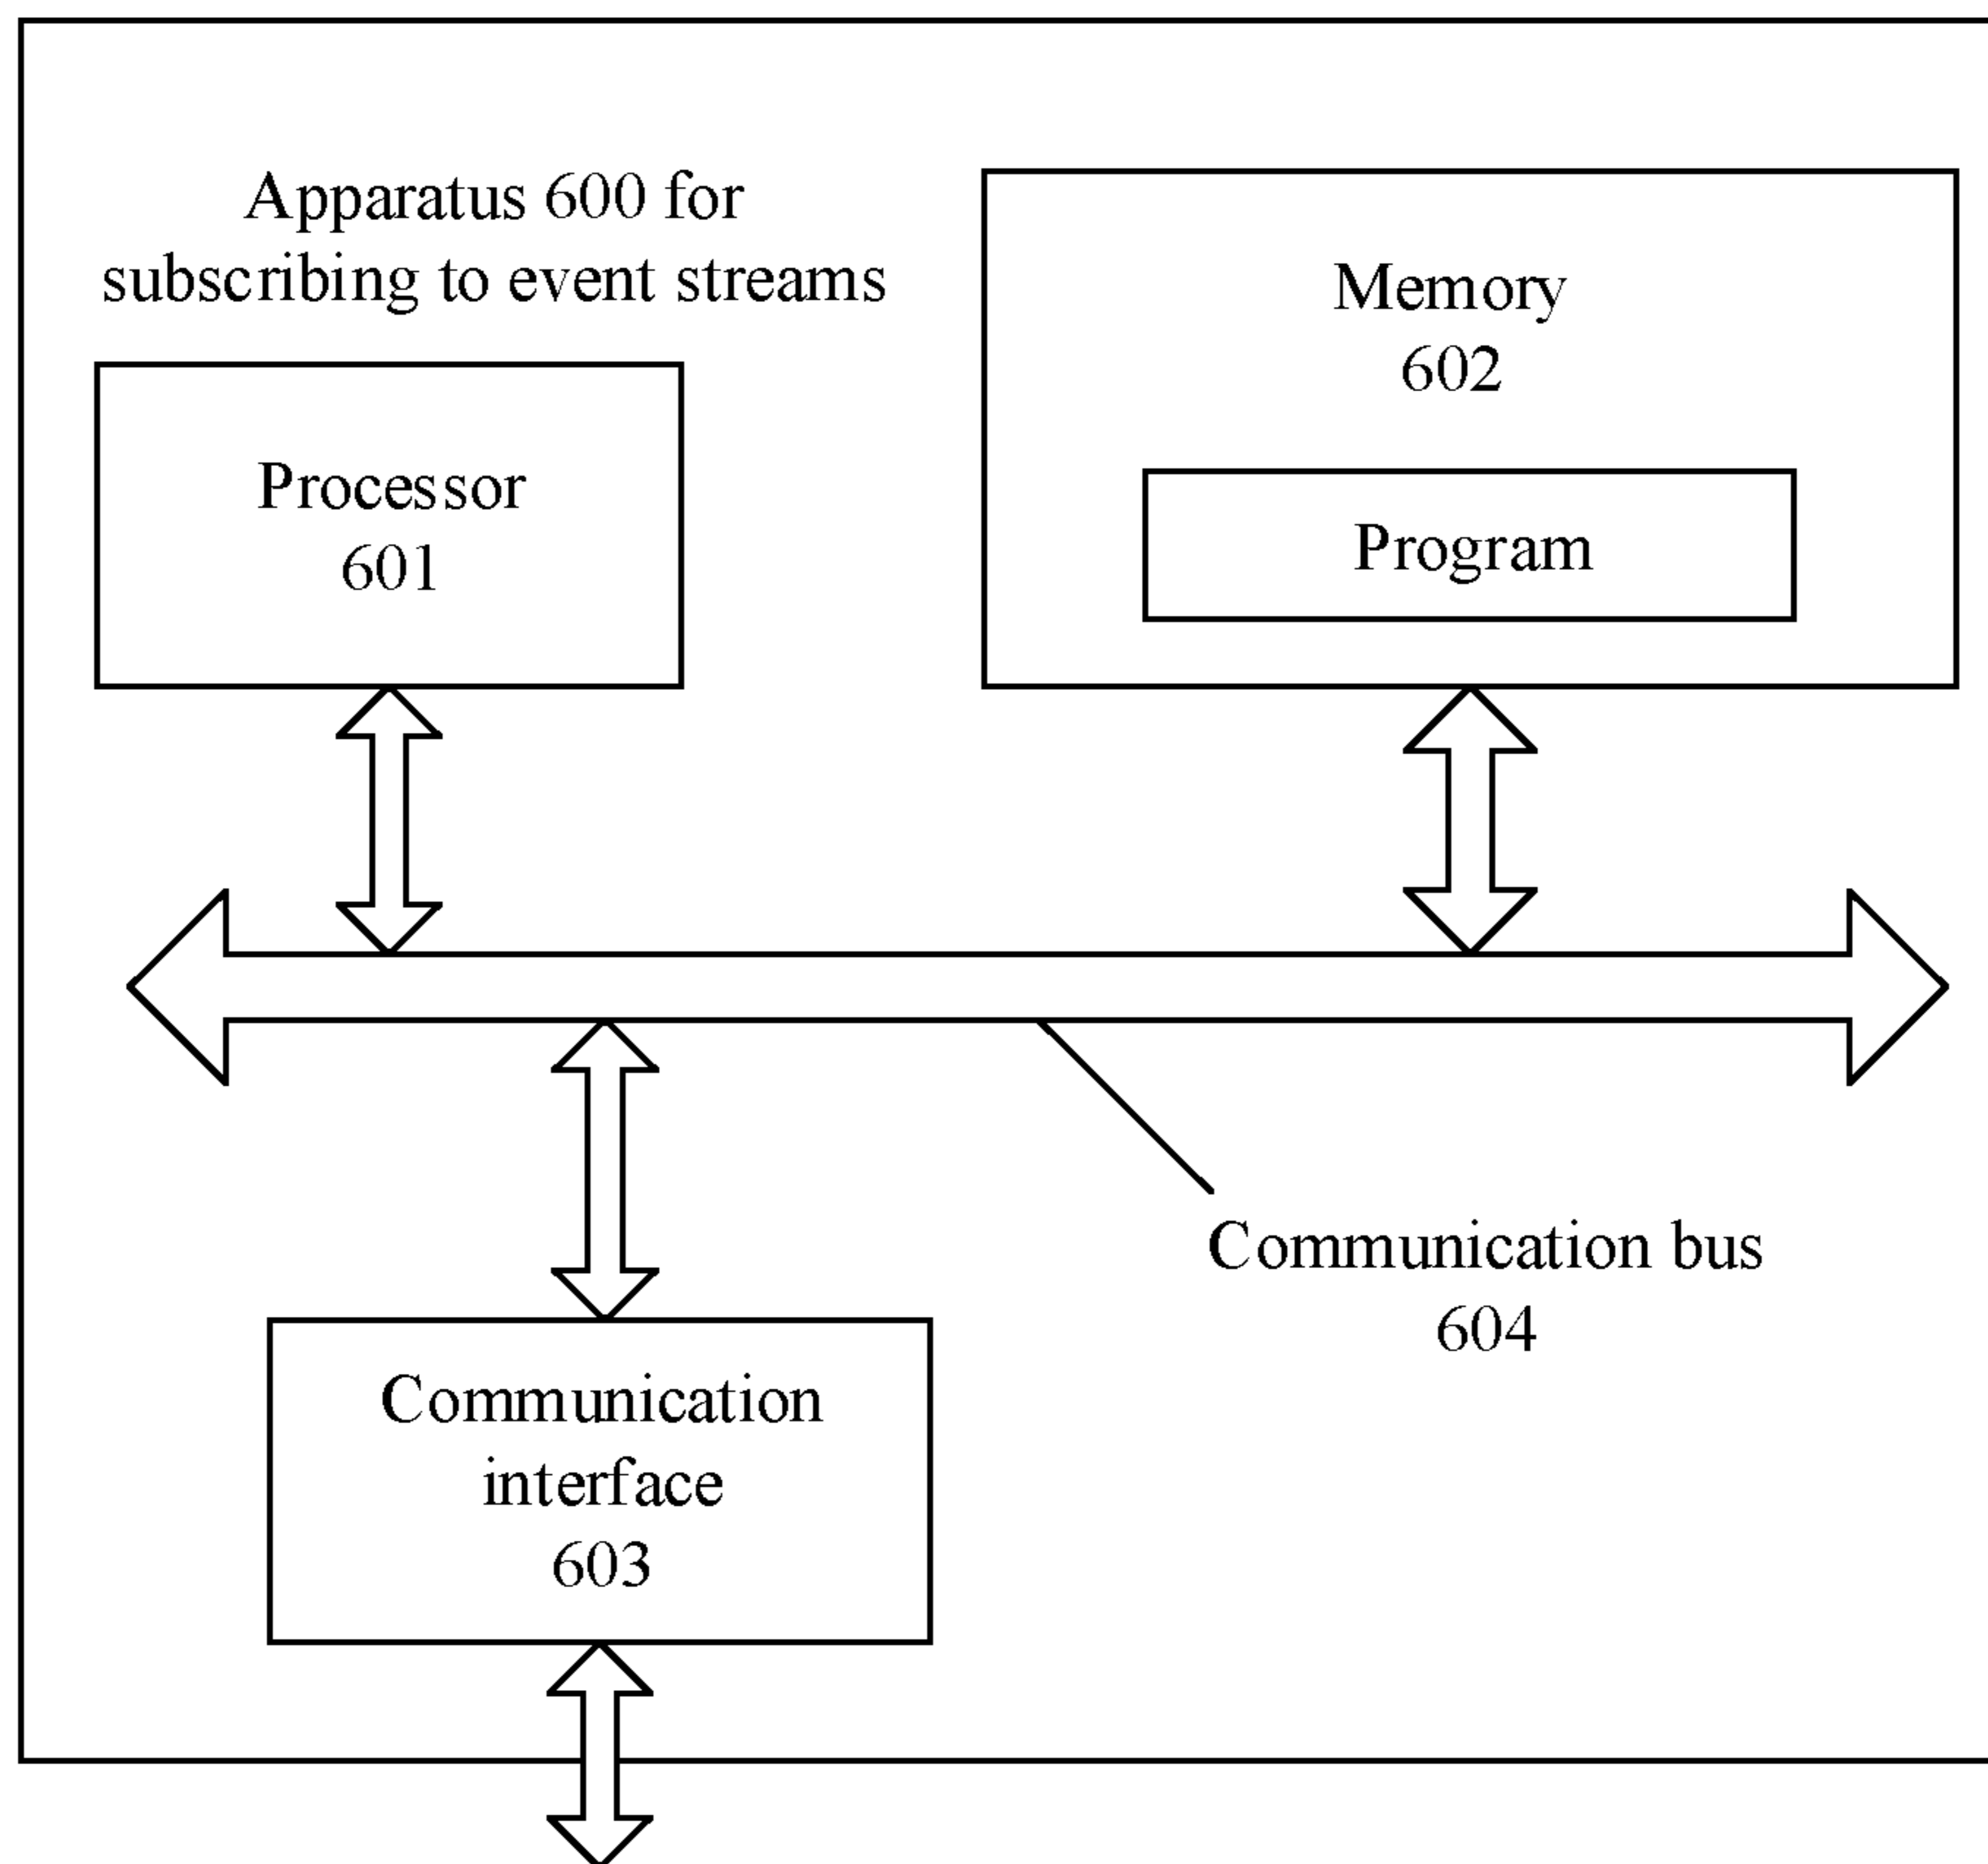 Apparatus 600 for
subscribing to event streams
Processor
601
Memory
602
Program
Communication bus
604
Communication
interface
603